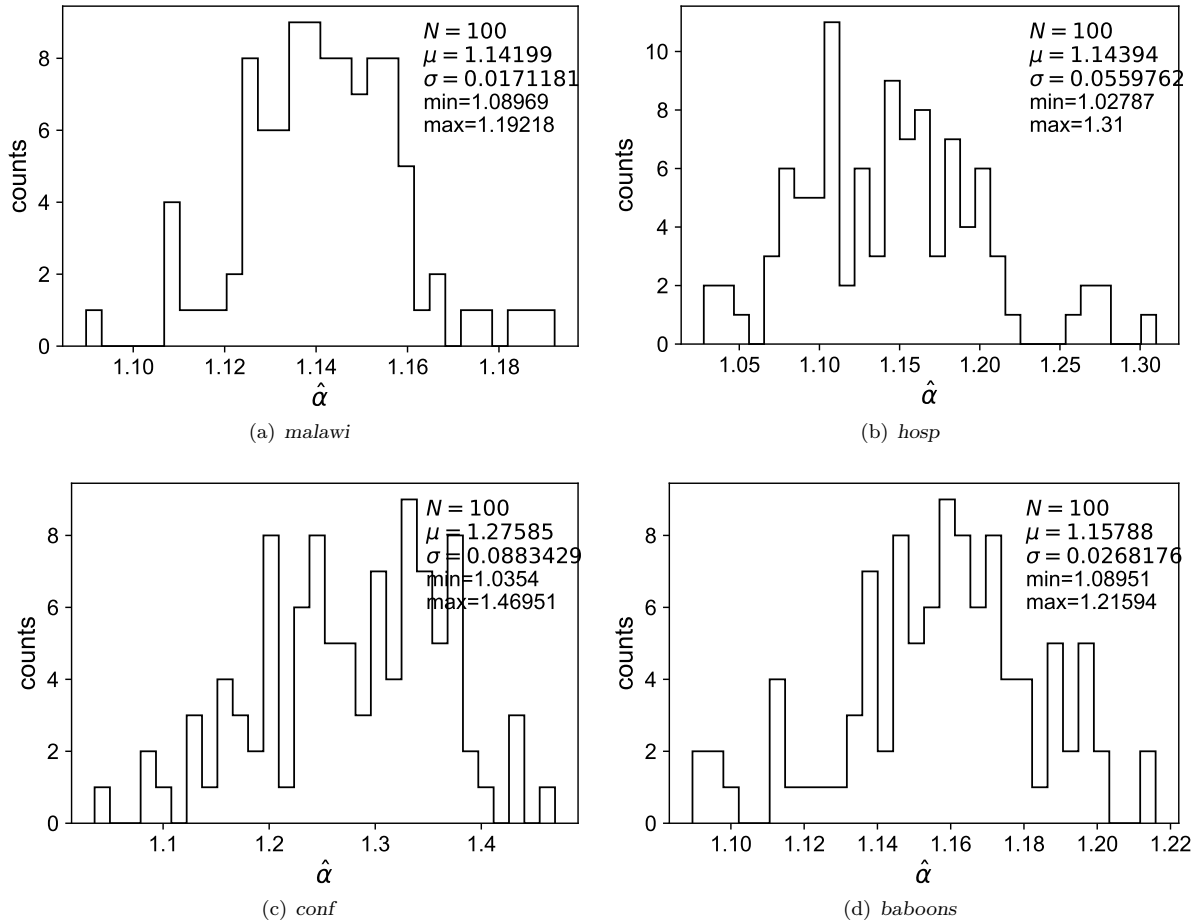 N = 100
μ = 1.14199
σ = 0.0171181
min=1.08969
max=1.19218
counts
8
6
4
2
0
1.10 1.12 1.14 1.16 1.18
α̂
(a) malawi
N = 100
μ = 1.14394
σ = 0.0559762
min=1.02787
max=1.31
counts
10
8
6
4
2
0
1.05 1.10 1.15 1.20 1.25 1.30
α̂
(b) hosp
N = 100
μ = 1.27585
σ = 0.0883429
min=1.0354
max=1.46951
counts
8
6
4
2
0
1.1 1.2 1.3 1.4
α̂
(c) conf
N = 100
μ = 1.15788
σ = 0.0268176
min=1.08951
max=1.21594
counts
8
6
4
2
0
1.10 1.12 1.14 1.16 1.18 1.20 1.22
α̂
(d) baboons